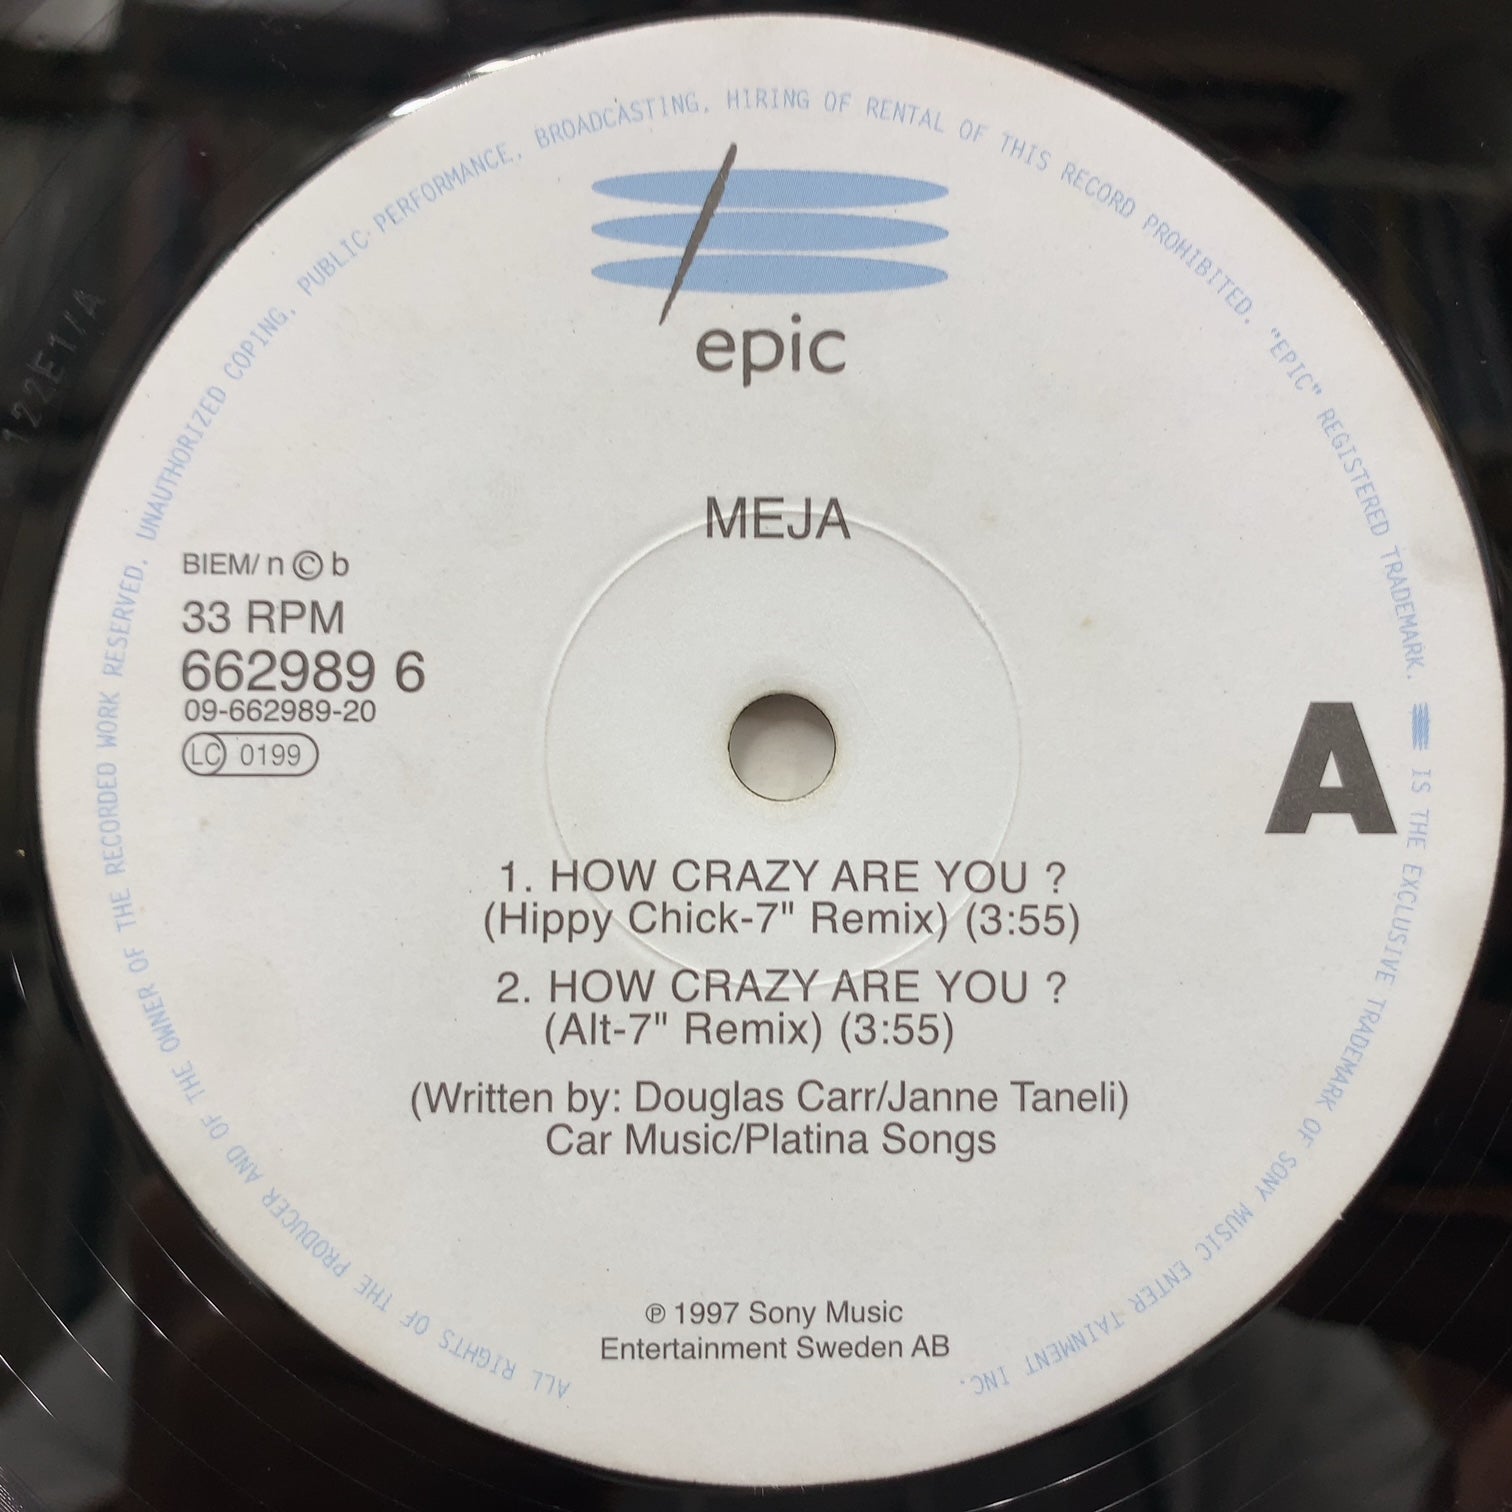 ALL RIGHTS OF THE PRODUCER AND OF THE OWNER OF THE RECORDED WORK RESERVED. UNAUTHORIZED COPING, PUBLIC PERFORMANCE, BROADCASTING, HIRING OF RENTAL OF THIS RECORD PROHIBITED. "EPIC" REGISTERED TRADEMARK. IS THE EXCLUSIVE TRADEMARK OF SONY MUSIC ENTER TAINMENT INC.
epic
MEJA
BIEM/ n©b
33 RPM
662989 6
09-662989-20
LC 0199
A
1. HOW CRAZY ARE YOU ?
(Hippy Chick-7" Remix) (3:55)
2. HOW CRAZY ARE YOU ?
(Alt-7" Remix) (3:55)
(Written by: Douglas Carr/Janne Taneli)
Car Music/Platina Songs
℗ 1997 Sony Music
Entertainment Sweden AB